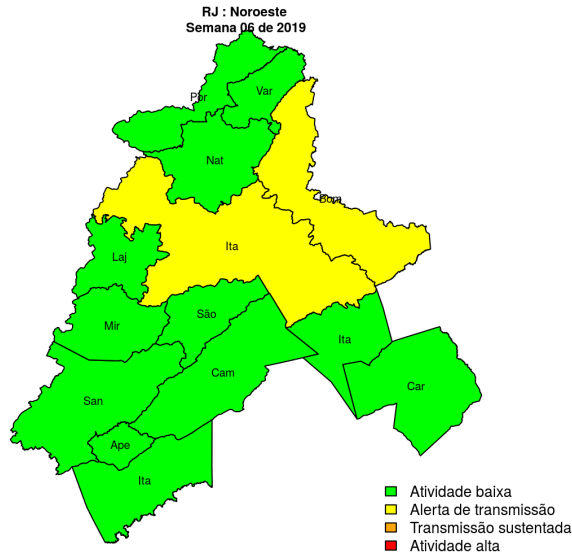 RJ : Noroeste
Semana 06 de 2019
Por
Var
Nat
Bom
Ita
Laj
São
Mir
Ita
Cam
Car
San
Ape
Ita
Atividade baixa
Alerta de transmissão
Transmissão sustentada
Atividade alta